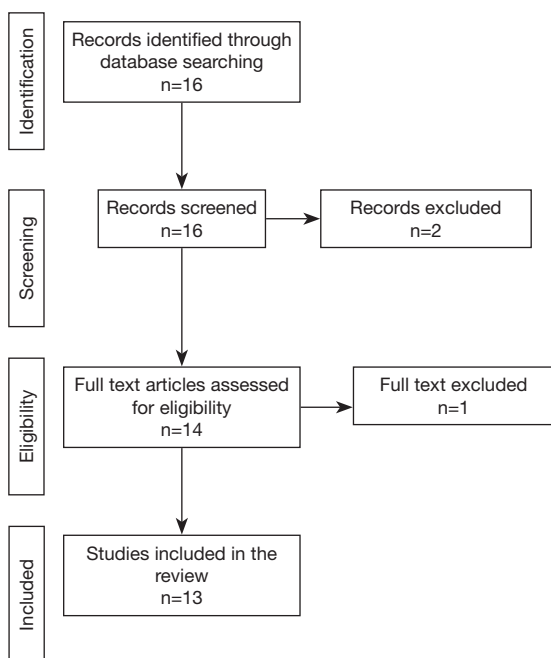 Identification
Records identified through
database searching
n=16
Screening
Records screened
n=16
Records excluded
n=2
Eligibility
Full text articles assessed
for eligibility
n=14
Full text excluded
n=1
Included
Studies included in the
review
n=13